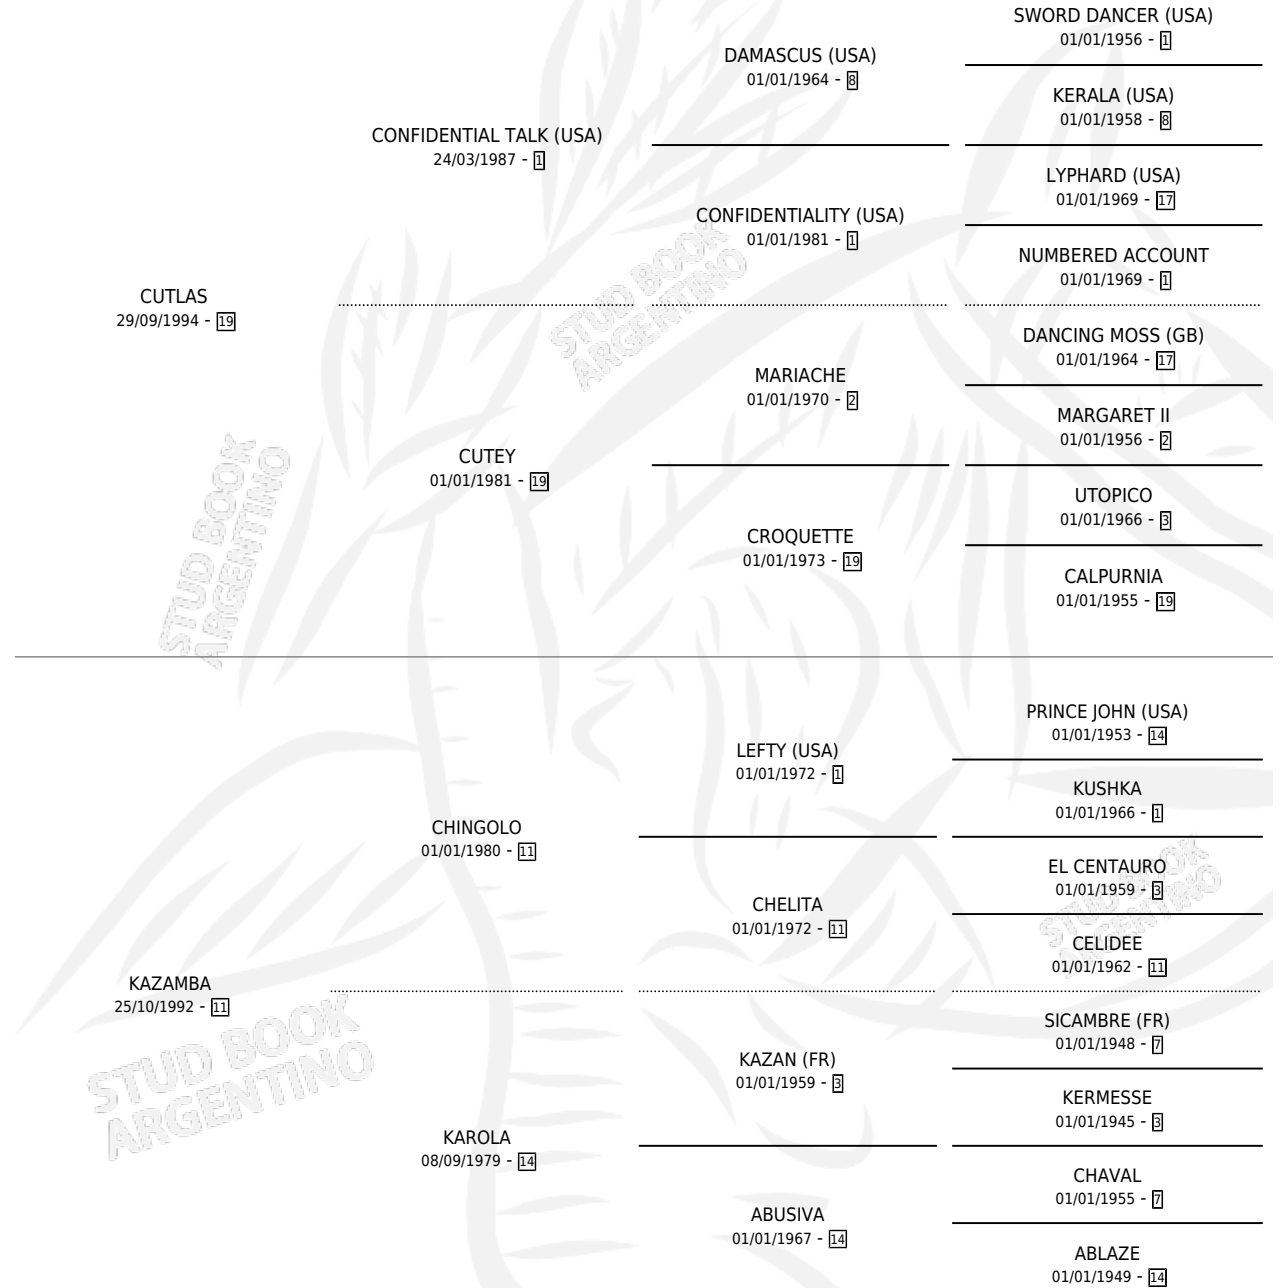 SWORD DANCER (USA)
01/01/1956 - 1
DAMASCUS (USA)
01/01/1964 - 8
KERALA (USA)
01/01/1958 - 8
CONFIDENTIAL TALK (USA)
24/03/1987 - 1
LYPHARD (USA)
01/01/1969 - 17
CONFIDENTIALITY (USA)
01/01/1981 - 1
NUMBERED ACCOUNT
01/01/1969 - 1
CUTLAS
29/09/1994 - 19
DANCING MOSS (GB)
01/01/1964 - 17
MARIACHE
01/01/1970 - 2
MARGARET II
01/01/1956 - 2
CUTEY
01/01/1981 - 19
UTOPICO
01/01/1966 - 3
CROQUETTE
01/01/1973 - 19
CALPURNIA
01/01/1955 - 19
PRINCE JOHN (USA)
01/01/1953 - 14
LEFTY (USA)
01/01/1972 - 1
KUSHKA
01/01/1966 - 1
CHINGOLO
01/01/1980 - 11
EL CENTAURO
01/01/1959 - 3
CHELITA
01/01/1972 - 11
CELIDEE
01/01/1962 - 11
KAZAMBA
25/10/1992 - 11
SICAMBRE (FR)
01/01/1948 - 7
KAZAN (FR)
01/01/1959 - 3
KERMESSE
01/01/1945 - 3
KAROLA
08/09/1979 - 14
CHAVAL
01/01/1955 - 7
ABUSIVA
01/01/1967 - 14
ABLAZE
01/01/1949 - 14
STUD BOOK
ARGENTINO
STUD BOOK
ARGENTINO
STUD BOOK
ARGENTINO
STUD BOOK
ARGENTINO